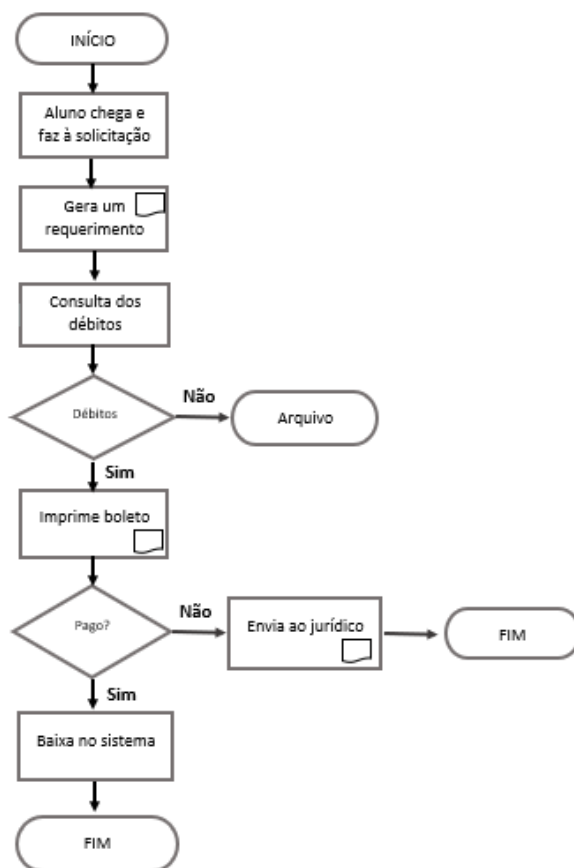 INÍCIO
Aluno chega e
faz à solicitação
Gera um
requerimento
Consulta dos
débitos
Débitos
Não
Arquivo
Sim
Imprime boleto
Pago?
Não
Envia ao jurídico
FIM
Sim
Baixa no sistema
FIM